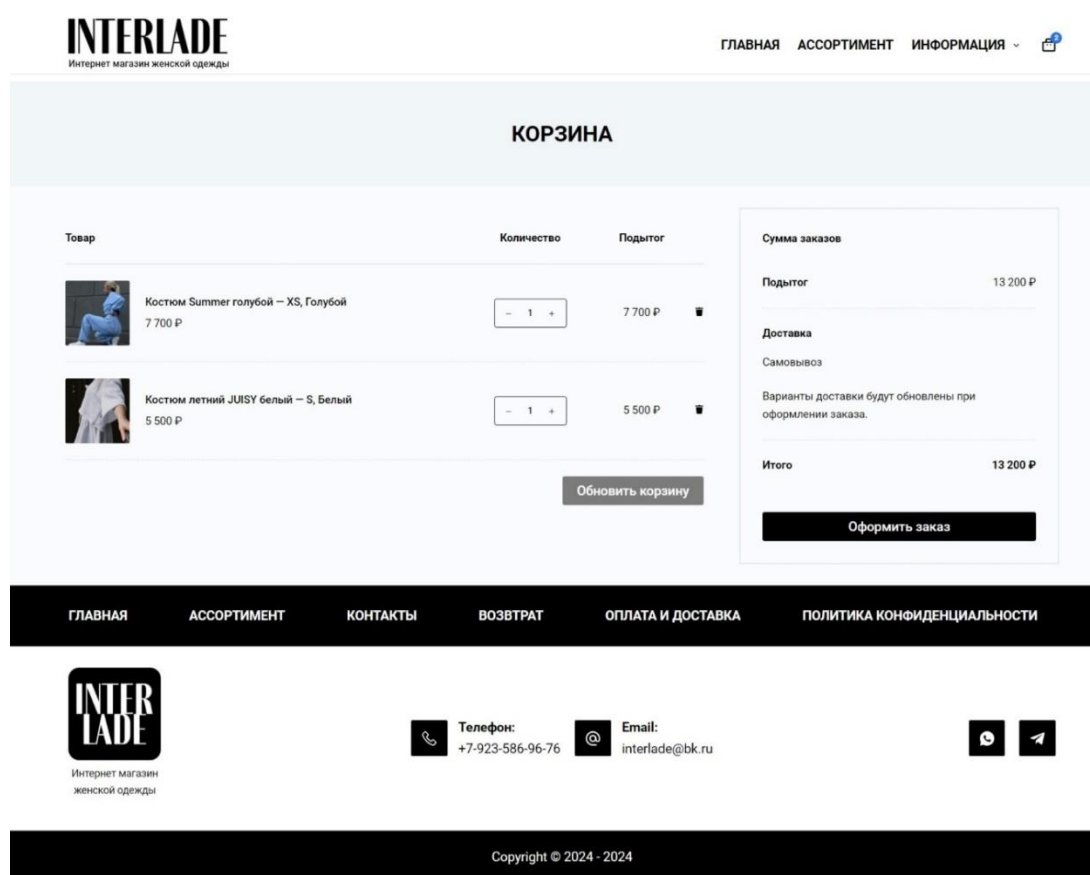 INTERLADE
Интернет магазин женской одежды
ГЛАВНАЯ АССОРТИМЕНТ ИНФОРМАЦИЯ
2
КОРЗИНА
Товар Количество Подытог
Костюм Summer голубой — XS, Голубой
7 700 ₽
– 1 +
7 700 ₽
Костюм летний JUISY белый — S, Белый
5 500 ₽
– 1 +
5 500 ₽
Обновить корзину
Сумма заказов
Подытог 13 200 ₽
Доставка
Самовывоз
Варианты доставки будут обновлены при
оформлении заказа.
Итого 13 200 ₽
Оформить заказ
ГЛАВНАЯ АССОРТИМЕНТ КОНТАКТЫ ВОЗВТРАТ ОПЛАТА И ДОСТАВКА ПОЛИТИКА КОНФИДЕНЦИАЛЬНОСТИ
INTER
LADE
Интернет магазин
женской одежды
Телефон:
+7-923-586-96-76
@
Email:
interlade@bk.ru
Copyright © 2024 - 2024